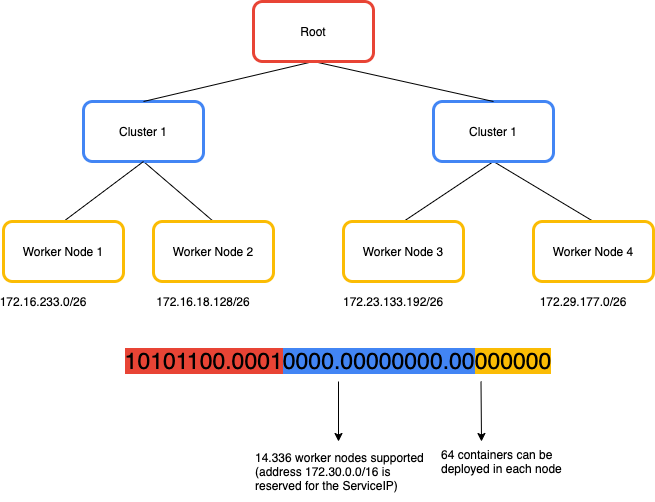 Root
Cluster 1
Cluster 1
Worker Node 1
Worker Node 2
Worker Node 3
Worker Node 4
172.16.233.0/26
172.16.18.128/26
172.23.133.192/26
172.29.177.0/26
10101100.00010000.00000000.00000000
14.336 worker nodes supported
(address 172.30.0.0/16 is
reserved for the ServiceIP)
64 containers can be
deployed in each node